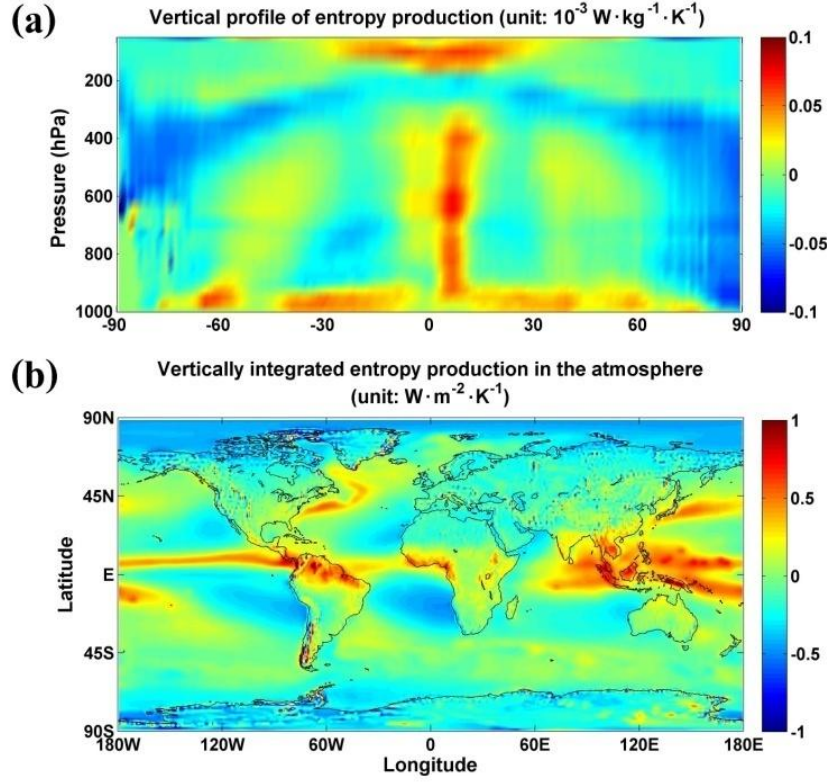 (a)
Vertical profile of entropy production (unit: 10⁻³ W·kg⁻¹·K⁻¹)
Pressure (hPa)
200
400
600
800
1000
-90
-60
-30
0
30
60
90
0.1
0.05
0
-0.05
-0.1
(b)
Vertically integrated entropy production in the atmosphere
(unit: W·m⁻²·K⁻¹)
Latitude
90N
45N
E
45S
90S
180W
120W
60W
0
60E
120E
180E
Longitude
1
0.5
0
-0.5
-1